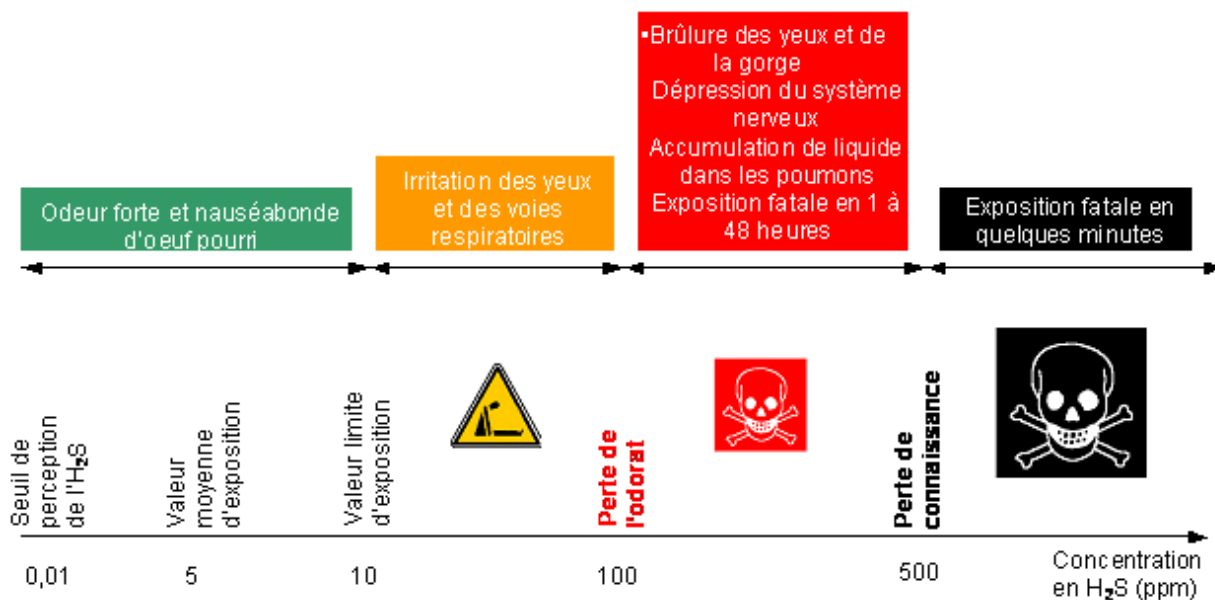 ▪Brûlure des yeux et de
la gorge
Dépression du système
nerveux
Accumulation de liquide
dans les poumons
Exposition fatale en 1 à
48 heures
Irritation des yeux
et des voies
respiratoires
Odeur forte et nauséabonde
d'oeuf pourri
Exposition fatale en
quelques minutes
Seuil de
perception
de l'H₂S
Valeur
moyenne
d'exposition
Valeur limite
d'exposition
Perte de
l'odorat
Perte de
connaissance
0,01
5
10
100
500
Concentration
en H₂S (ppm)